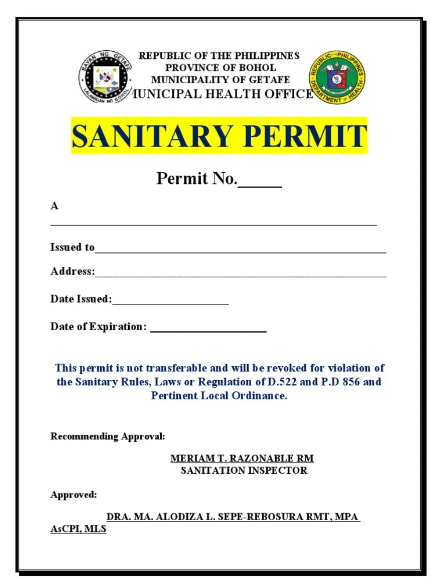 REPUBLIC OF THE PHILIPPINES
PROVINCE OF BOHOL
MUNICIPALITY OF GETAFE
MUNICIPAL HEALTH OFFICE
SANITARY PERMIT
Permit No._____
A
Issued to
Address:
Date Issued:
Date of Expiration:
This permit is not transferable and will be revoked for violation of
the Sanitary Rules, Laws or Regulation of D.522 and P.D 856 and
Pertinent Local Ordinance.
Recommending Approval:
MERIAM T. RAZONABLE RM
SANITATION INSPECTOR
Approved:
DRA. MA. ALODIZA L. SEPE-REBOSURA RMT, MPA
AsCPI, MLS